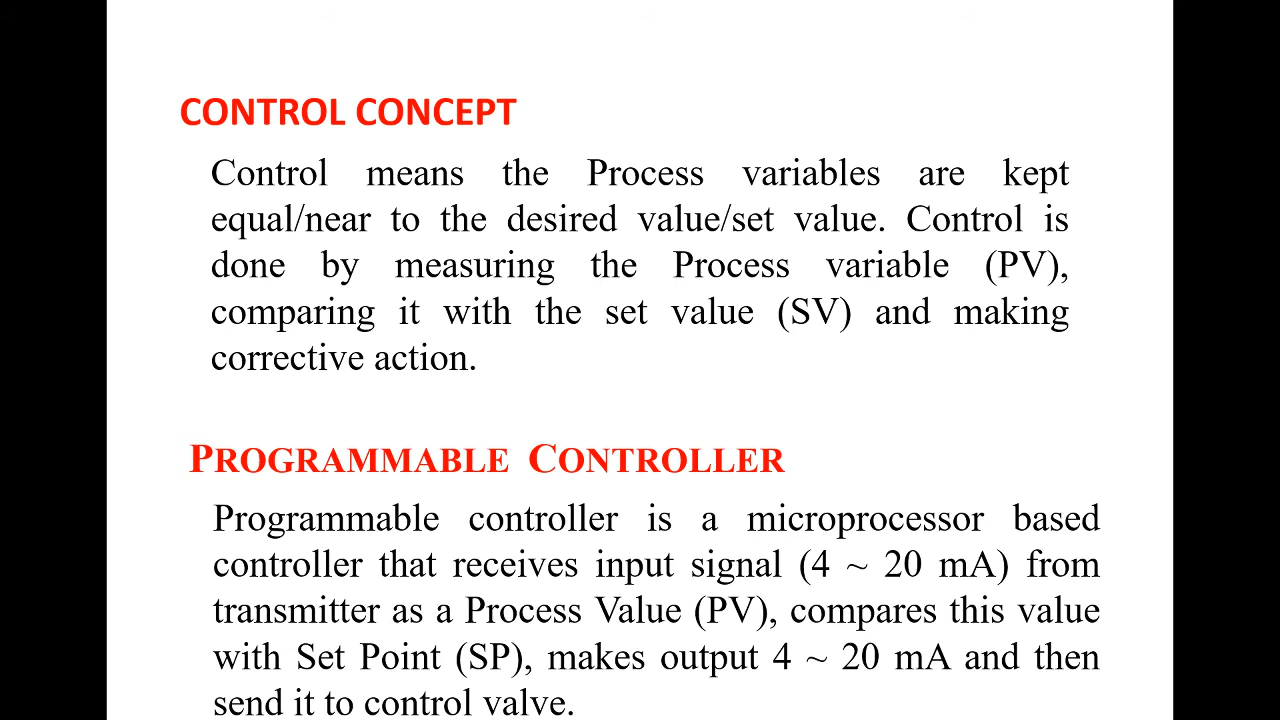 CONTROL CONCEPT
Control means the Process variables are kept
equal/near to the desired value/set value. Control is
done by measuring the Process variable (PV),
comparing it with the set value (SV) and making
corrective action.
PROGRAMMABLE CONTROLLER
Programmable controller is a microprocessor based
controller that receives input signal (4 ~ 20 mA) from
transmitter as a Process Value (PV), compares this value
with Set Point (SP), makes output 4 ~ 20 mA and then
send it to control valve.